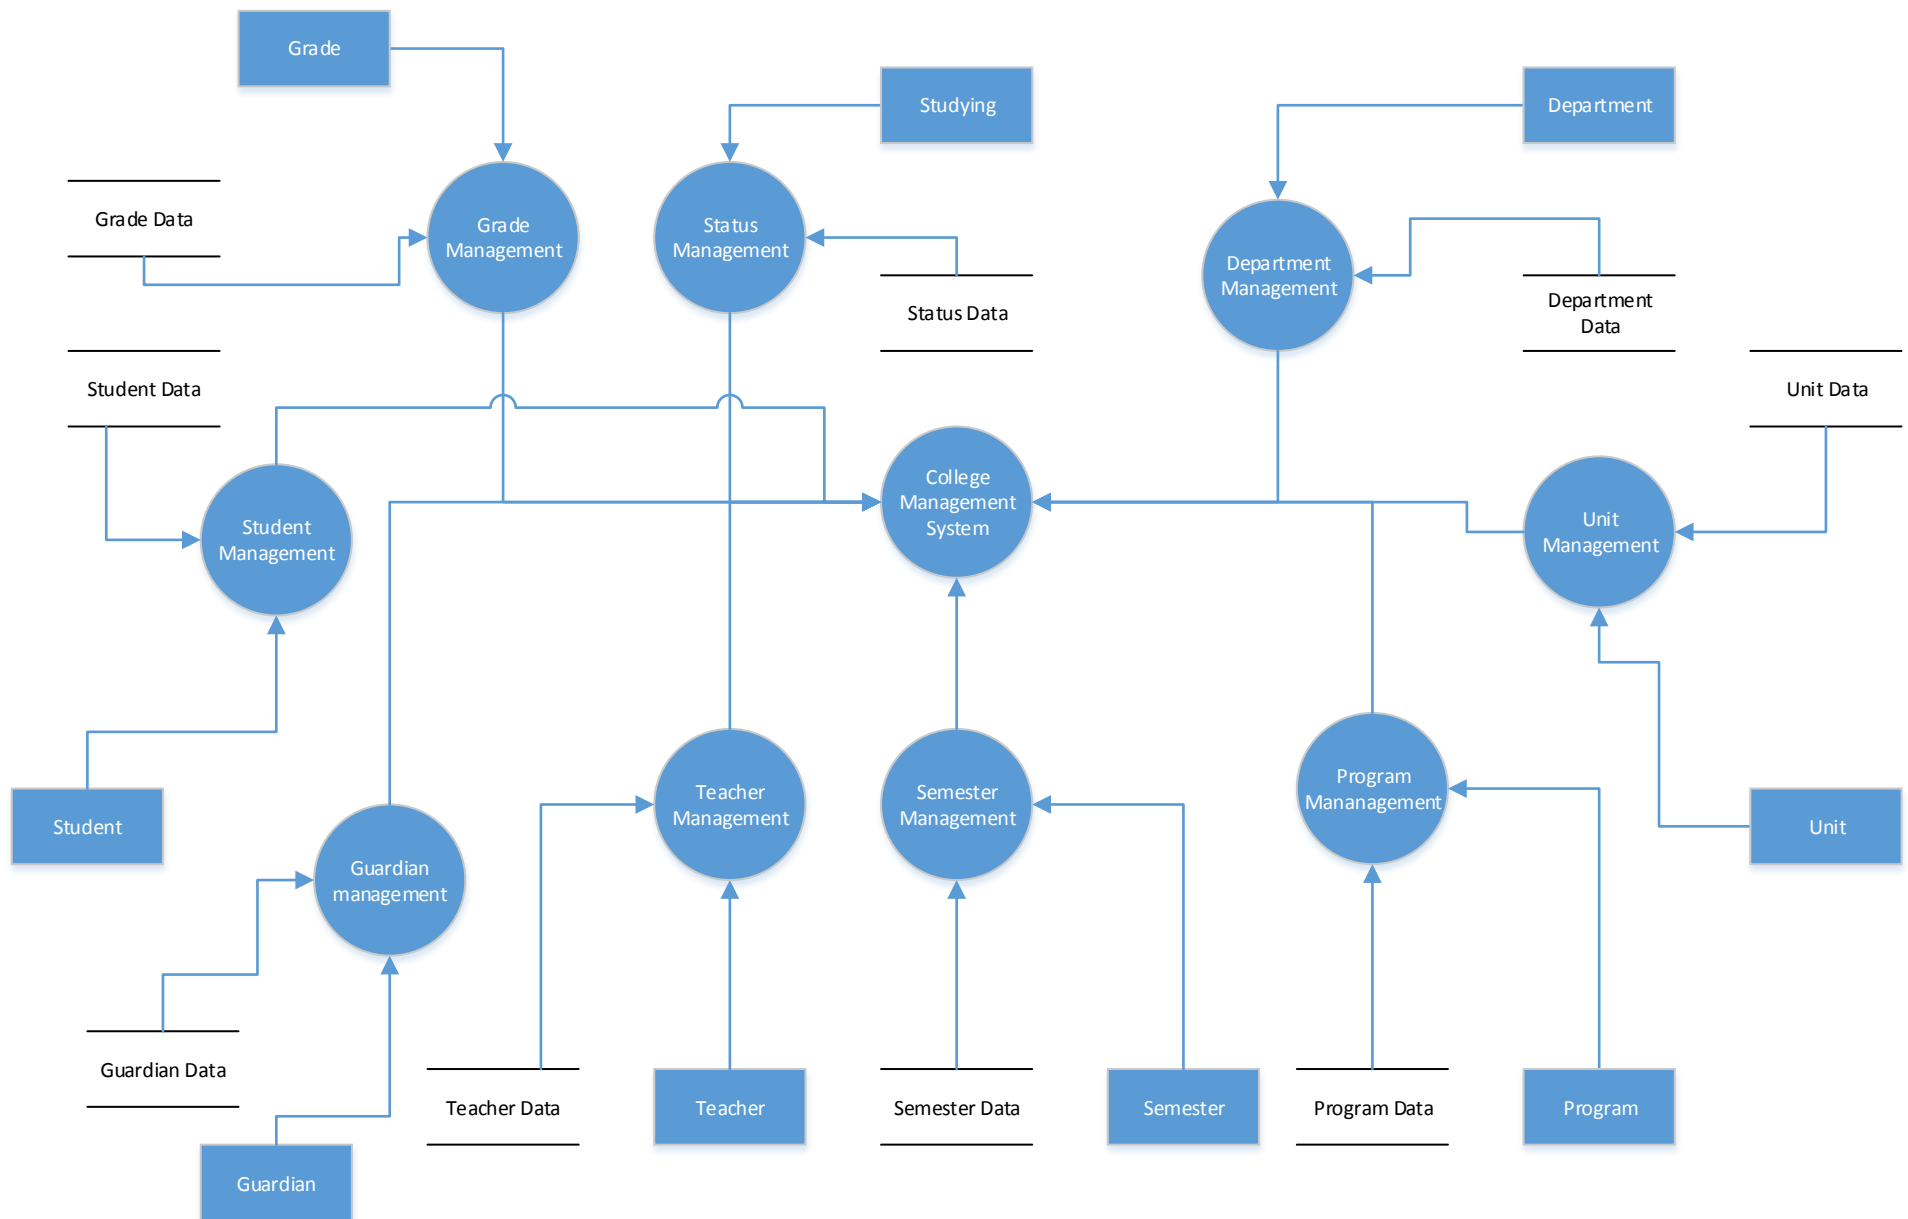 Grade
Studying
Department
Grade Data
Grade
Management
Status
Management
Department
Management
Status Data
Department
Data
Student Data
Unit Data
College
Management
System
Student
Management
Unit
Management
Teacher
Management
Semester
Management
Program
Mananagement
Student
Unit
Guardian
management
Guardian Data
Teacher Data
Teacher
Semester Data
Semester
Program Data
Program
Guardian